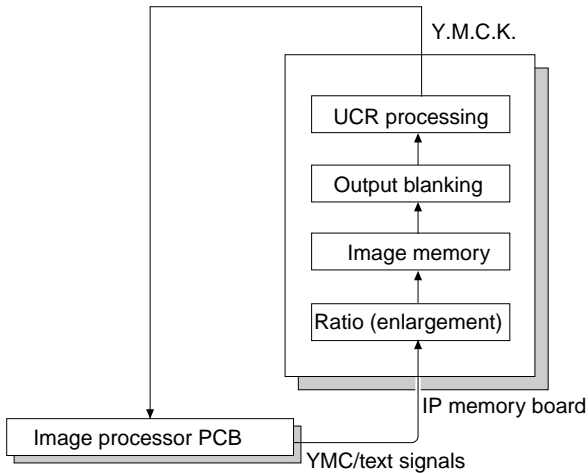 Y.M.C.K.
UCR processing
Output blanking
Image memory
Ratio (enlargement)
IP memory board
Image processor PCB
YMC/text signals